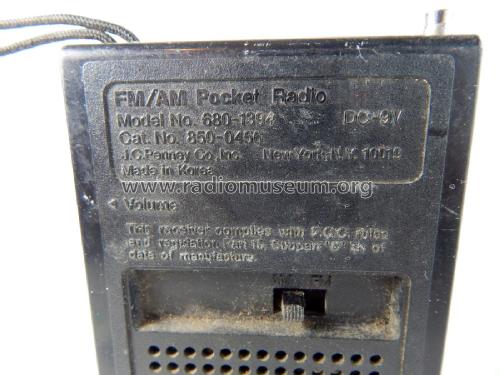 FM/AM Pocket Radio
Model No. 680-1394 DC-9V
Cat. No. 850-0456
J.C.Penney Co., Inc. New York, N.Y. 10019
Made in Korea
www.radiomuseum.org
< Volume
This receiver complies with F.C.C. rules
and regulation Part 15, Subpart "C" as of
date of manufacture.
FM